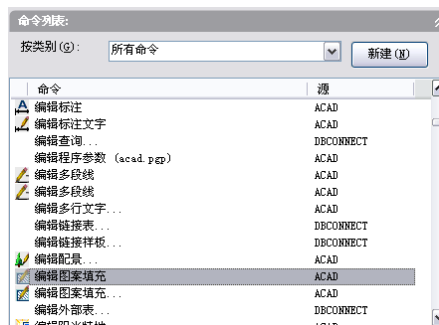 命令列表:
按类别(G): 所有命令 新建(N)
命令 源
编辑标注 ACAD
编辑标注文字 ACAD
编辑查询... DBCONNECT
编辑程序参数 (acad.pgp) ACAD
编辑多段线 ACAD
编辑多段线 ACAD
编辑多行文字... ACAD
编辑链接表... DBCONNECT
编辑链接样板... DBCONNECT
编辑配景... ACAD
编辑图案填充 ACAD
编辑图案填充... ACAD
编辑外部表... DBCONNECT